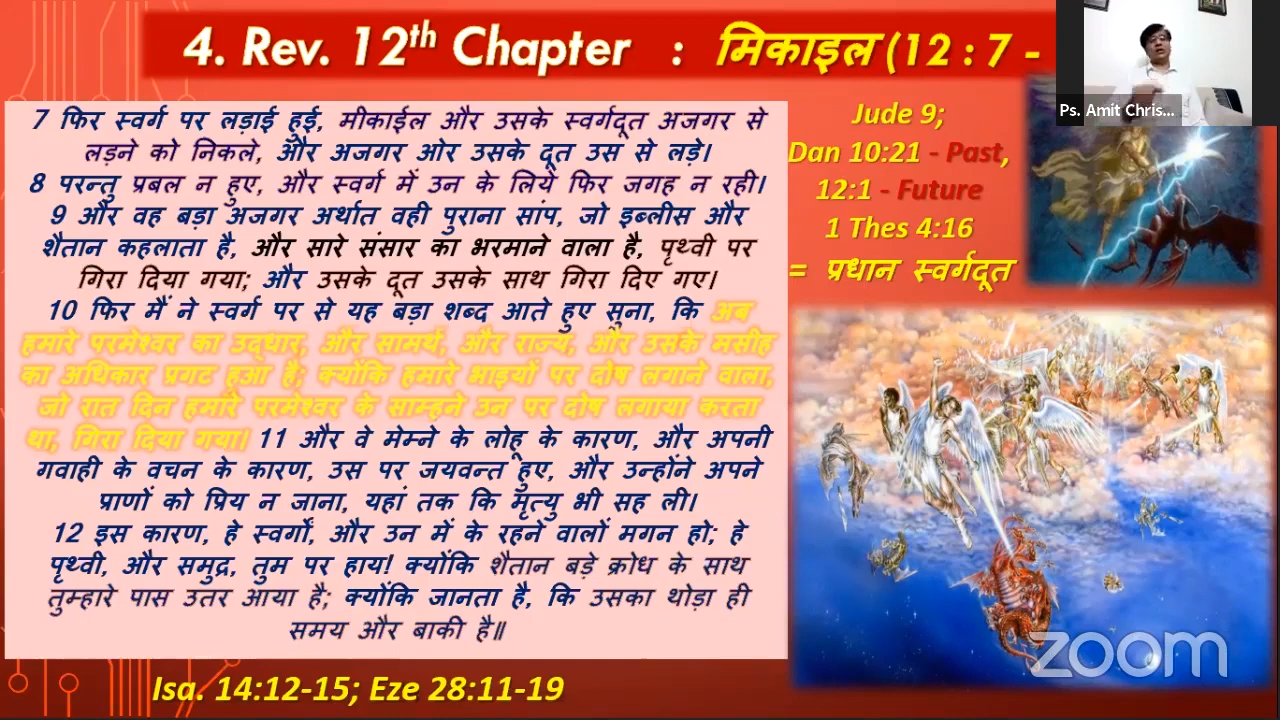 4. Rev. 12th Chapter : मिकाइल (12 : 7 -
Ps. Amit Chris...
7 फिर स्वर्ग पर लड़ाई हुई, मीकाईल और उसके स्वर्गदूत अजगर से
लड़ने को निकले, और अजगर ओर उसके दूत उस से लड़े।
8 परन्तु प्रबल न हुए, और स्वर्ग में उन के लिये फिर जगह न रही।
9 और वह बड़ा अजगर अर्थात वही पुराना सांप, जो इब्लीस और
शैतान कहलाता है, और सारे संसार का भरमाने वाला है, पृथ्वी पर
गिरा दिया गया; और उसके दूत उसके साथ गिरा दिए गए।
10 फिर मैं ने स्वर्ग पर से यह बड़ा शब्द आते हुए सुना, कि अब
हमारे परमेश्वर का उद्धार, और सामर्थ, और राज्य, और उसके मसीह
का अधिकार प्रगट हुआ है; क्योंकि हमारे भाइयों पर दोष लगाने वाला,
जो रात दिन हमारे परमेश्वर के साम्हने उन पर दोष लगाया करता
था, गिरा दिया गया। 11 और वे मेम्ने के लोहू के कारण, और अपनी
गवाही के वचन के कारण, उस पर जयवन्त हुए, और उन्होंने अपने
प्राणों को प्रिय न जाना, यहां तक कि मृत्यु भी सह ली।
12 इस कारण, हे स्वर्गों, और उन में के रहने वालों मगन हो; हे
पृथ्वी, और समुद्र, तुम पर हाय! क्योंकि शैतान बड़े क्रोध के साथ
तुम्हारे पास उतर आया है; क्योंकि जानता है, कि उसका थोड़ा ही
समय और बाकी है॥
Jude 9;
Dan 10:21 - Past,
12:1 - Future
1 Thes 4:16
= प्रधान स्वर्गदूत
zoom
Isa. 14:12-15; Eze 28:11-19